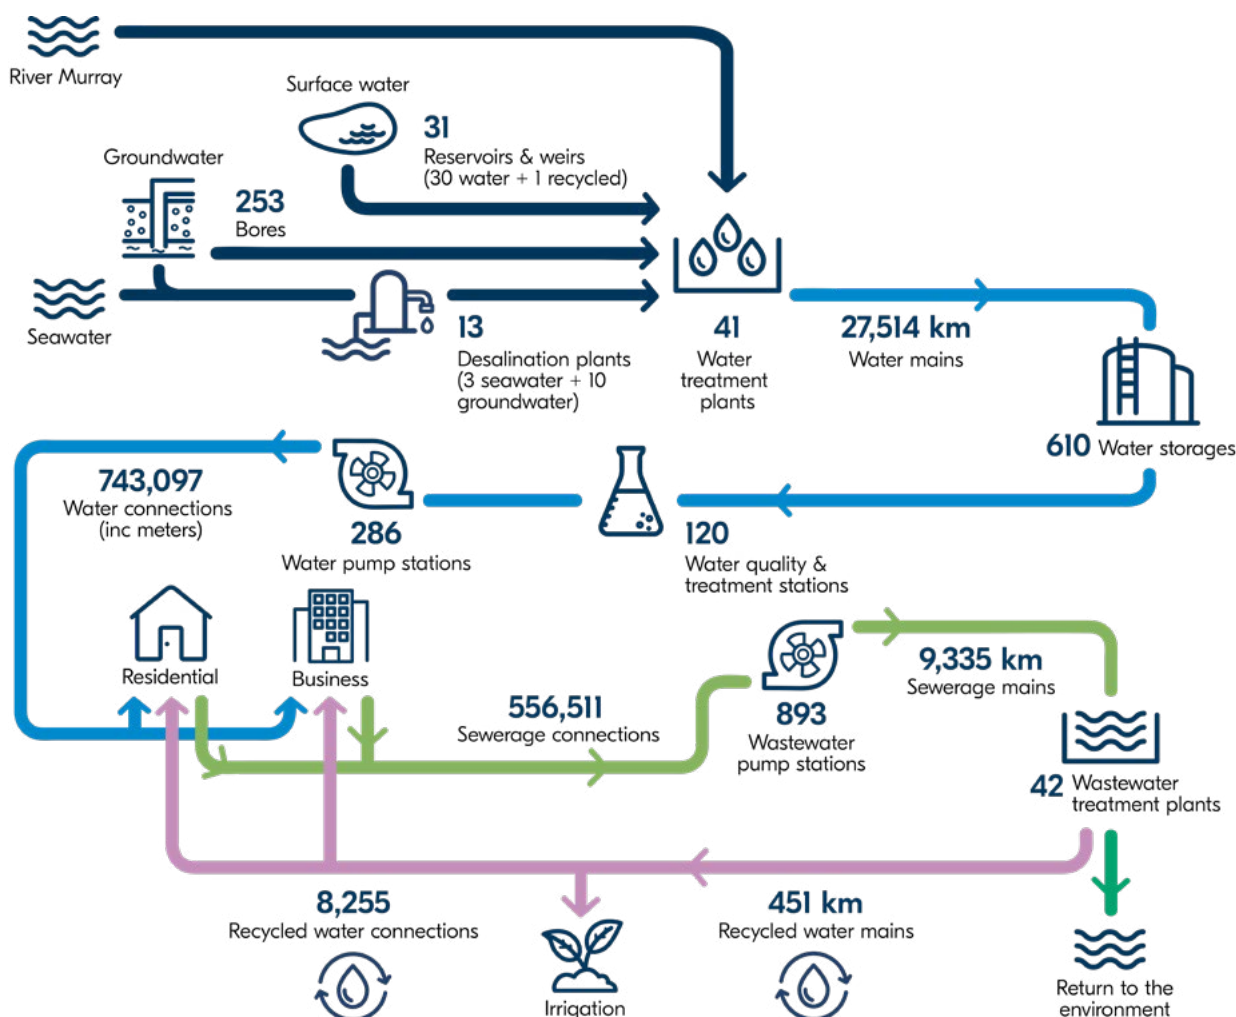 River Murray
Surface water
31
Reservoirs & weirs
(30 water + 1 recycled)
Groundwater
253
Bores
Seawater
13
Desalination plants
(3 seawater + 10
groundwater)
41
Water
treatment
plants
27,514 km
Water mains
610 Water storages
743,097
Water connections
(inc meters)
286
Water pump stations
120
Water quality &
treatment stations
Residential
Business
556,511
Sewerage connections
893
Wastewater
pump stations
9,335 km
Sewerage mains
42 Wastewater
treatment plants
8,255
Recycled water connections
451 km
Recycled water mains
Irrigation
Return to the
environment